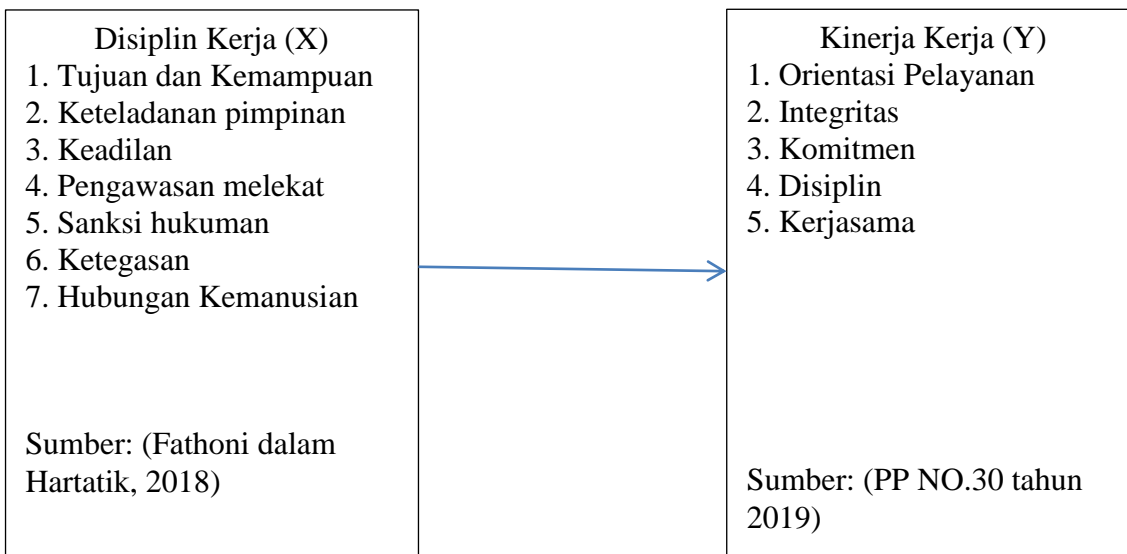 Disiplin Kerja (X)
1. Tujuan dan Kemampuan
2. Keteladanan pimpinan
3. Keadilan
4. Pengawasan melekat
5. Sanksi hukuman
6. Ketegasan
7. Hubungan Kemanusian
Sumber: (Fathoni dalam
Hartatik, 2018)
Kinerja Kerja (Y)
1. Orientasi Pelayanan
2. Integritas
3. Komitmen
4. Disiplin
5. Kerjasama
Sumber: (PP NO.30 tahun
2019)